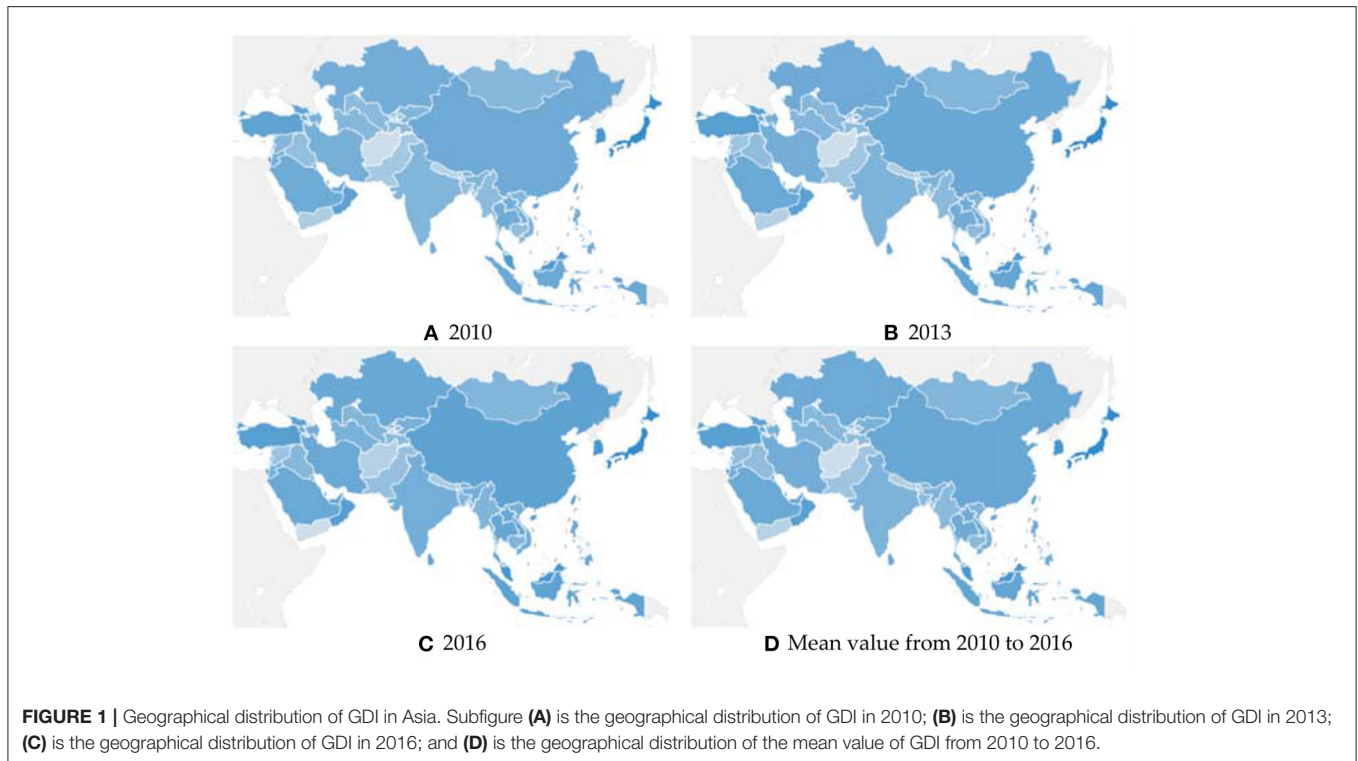 A 2010
B 2013
C 2016
D Mean value from 2010 to 2016
FIGURE 1 | Geographical distribution of GDI in Asia. Subfigure (A) is the geographical distribution of GDI in 2010; (B) is the geographical distribution of GDI in 2013;
(C) is the geographical distribution of GDI in 2016; and (D) is the geographical distribution of the mean value of GDI from 2010 to 2016.